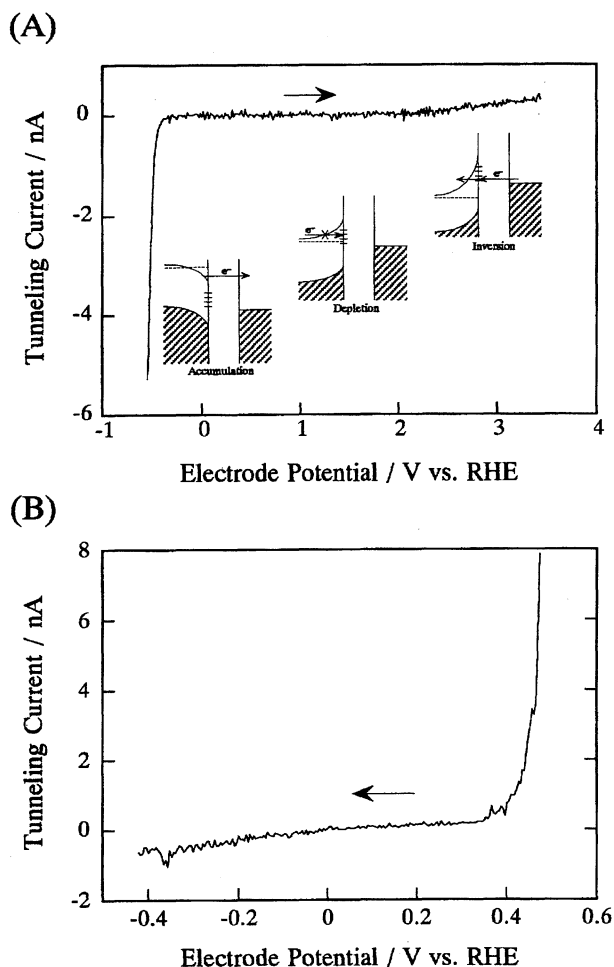 (A)
0
-2
-4
-6
-1
0
1
2
3
4
Tunneling Current / nA
e⁻
Accumulation
e⁻
Depletion
e⁻
Inversion
Electrode Potential / V vs. RHE
(B)
8
6
4
2
0
-2
-0.4
-0.2
0
0.2
0.4
0.6
Tunneling Current / nA
Electrode Potential / V vs. RHE